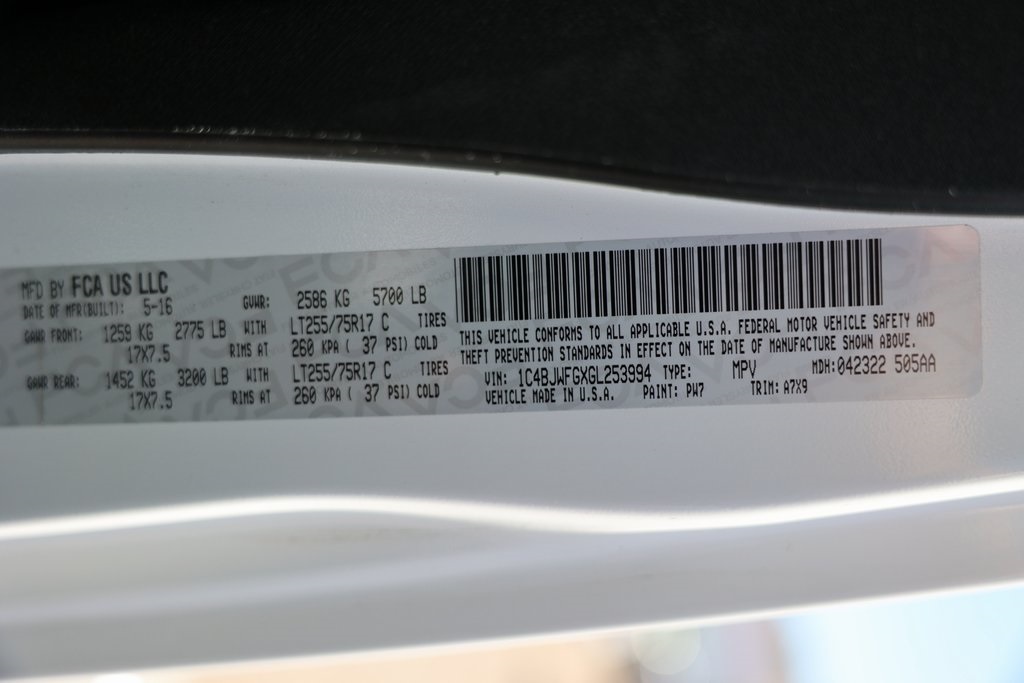 MFD BY FCA US LLC
DATE OF MFR(BUILT): 5-16 GVWR: 2586 KG 5700 LB
GAWR FRONT: 1259 KG 2775 LB WITH LT255/75R17 C TIRES
17X7.5 RIMS AT 260 KPA ( 37 PSI) COLD
GAWR REAR: 1452 KG 3200 LB WITH LT255/75R17 C TIRES
17X7.5 RIMS AT 260 KPA ( 37 PSI) COLD
THIS VEHICLE CONFORMS TO ALL APPLICABLE U.S.A. FEDERAL MOTOR VEHICLE SAFETY AND
THEFT PREVENTION STANDARDS IN EFFECT ON THE DATE OF MANUFACTURE SHOWN ABOVE.
VIN: 1C4BJWFGXGL253994 TYPE: MPV MDH: 042322 505AA
VEHICLE MADE IN U.S.A. PAINT: PW7 TRIM: A7X9